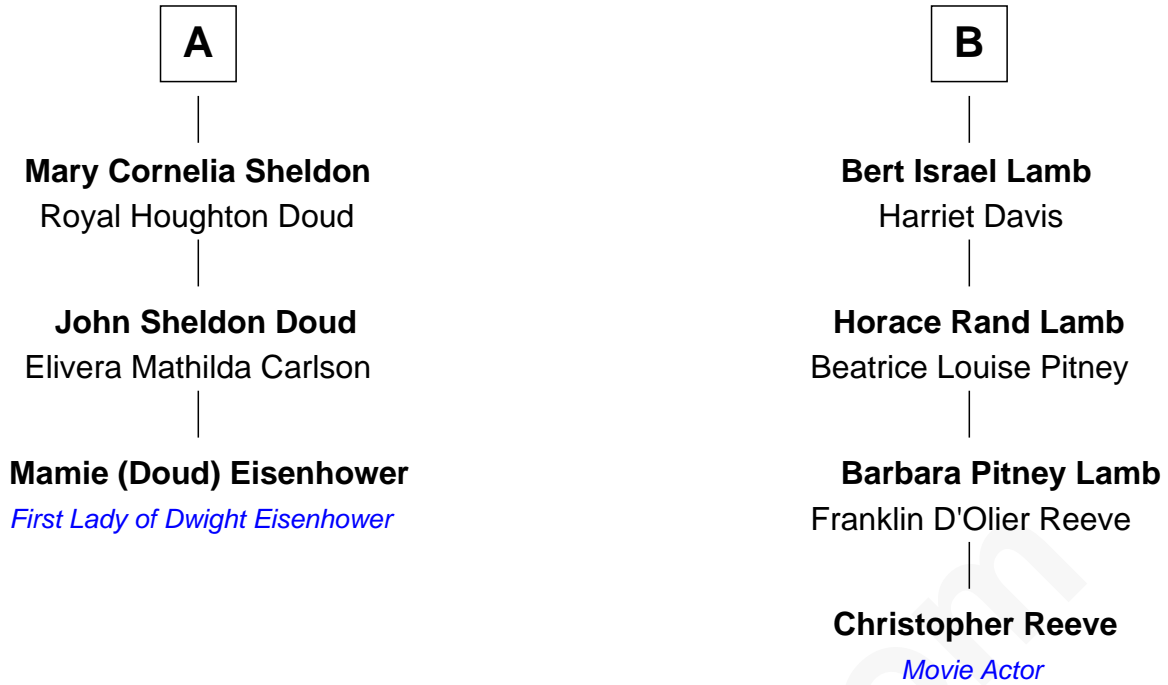 A
Mary Cornelia Sheldon
Royal Houghton Doud
John Sheldon Doud
Elivera Mathilda Carlson
Mamie (Doud) Eisenhower
First Lady of Dwight Eisenhower
B
Bert Israel Lamb
Harriet Davis
Horace Rand Lamb
Beatrice Louise Pitney
Barbara Pitney Lamb
Franklin D'Olier Reeve
Christopher Reeve
Movie Actor